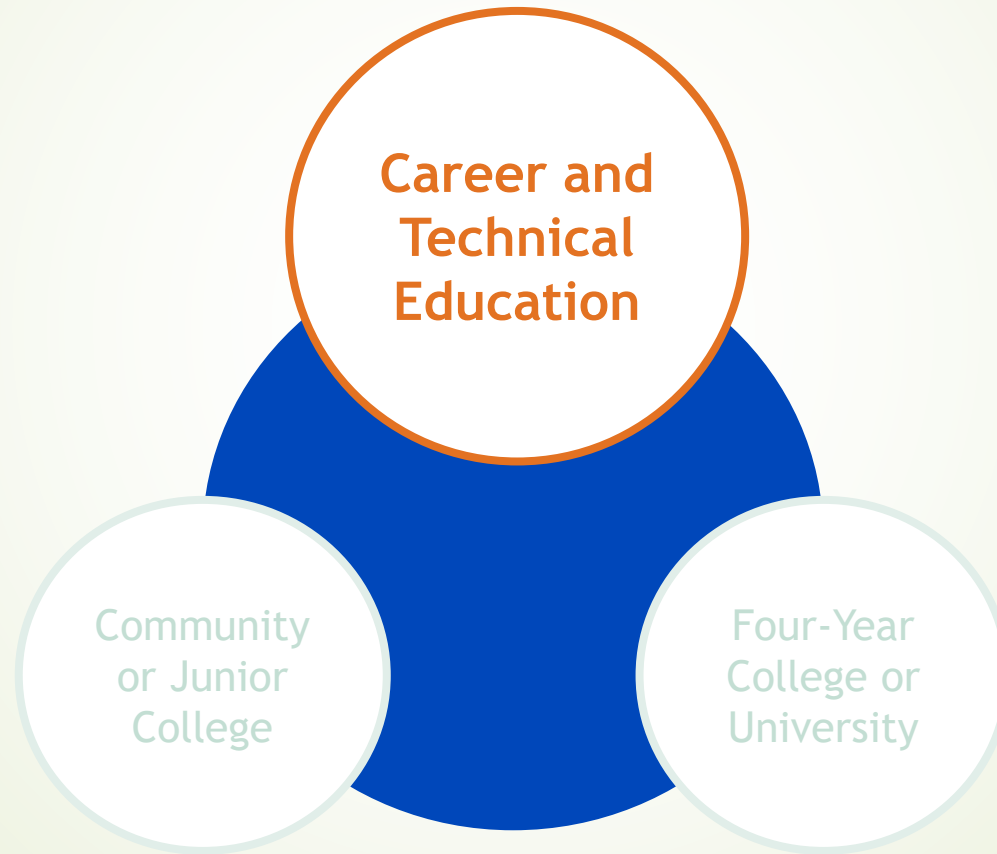 Career and
Technical
Education
Community
or Junior
College
Four-Year
College or
University